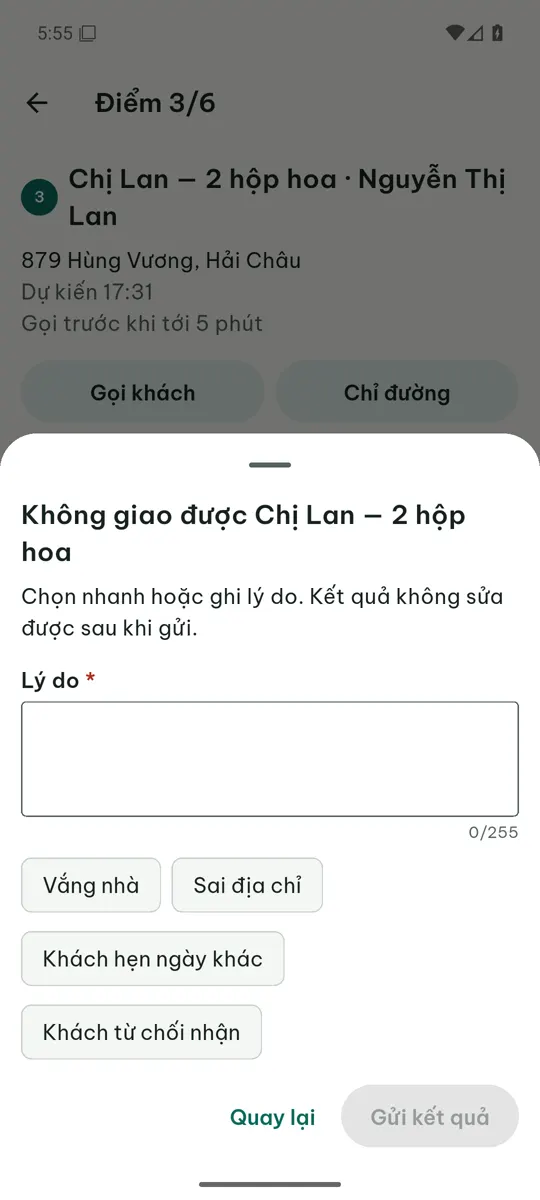 5:55
Điểm 3/6
3
Chị Lan — 2 hộp hoa · Nguyễn Thị
Lan
879 Hùng Vương, Hải Châu
Dự kiến 17:31
Gọi trước khi tới 5 phút
Gọi khách
Chỉ đường
Không giao được Chị Lan — 2 hộp
hoa
Chọn nhanh hoặc ghi lý do. Kết quả không sửa
được sau khi gửi.
Lý do *
0/255
Vắng nhà
Sai địa chỉ
Khách hẹn ngày khác
Khách từ chối nhận
Quay lại
Gửi kết quả